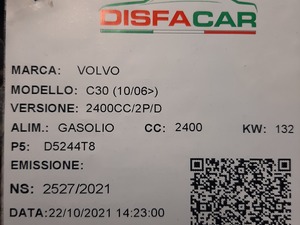 DISFACAR
MARCA: VOLVO
MODELLO: C30 (10/06>)
VERSIONE: 2400CC/2P/D
ALIM.: GASOLIO CC: 2400 KW: 132
P5: D5244T8
EMISSIONE:
NS: 2527/2021
DATA:22/10/2021 14:23:00